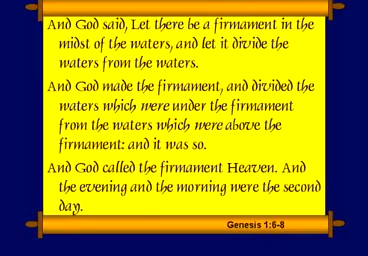 And God said, Let there be a firmament in the
midst of the waters, and let it divide the
waters from the waters.
And God made the firmament, and divided the
waters which were under the firmament
from the waters which were above the
firmament: and it was so.
And God called the firmament Heaven. And
the evening and the morning were the second
day.
Genesis 1:6-8